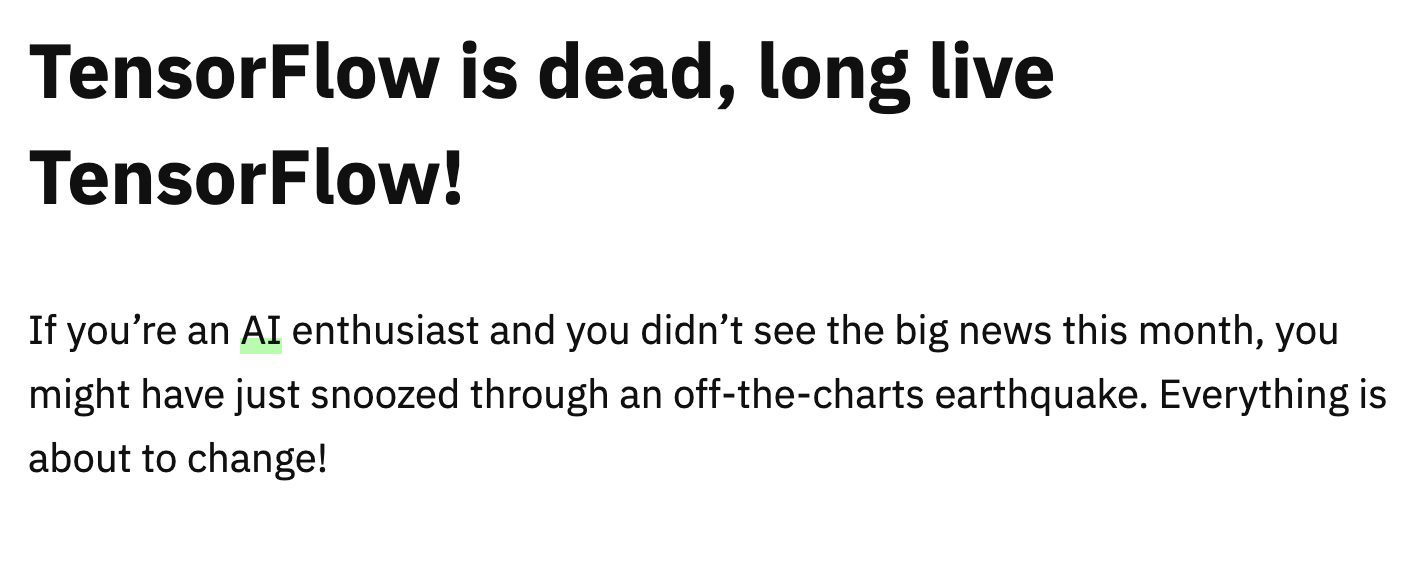 TensorFlow is dead, long live
TensorFlow!
If you’re an AI enthusiast and you didn’t see the big news this month, you
might have just snoozed through an off-the-charts earthquake. Everything is
about to change!